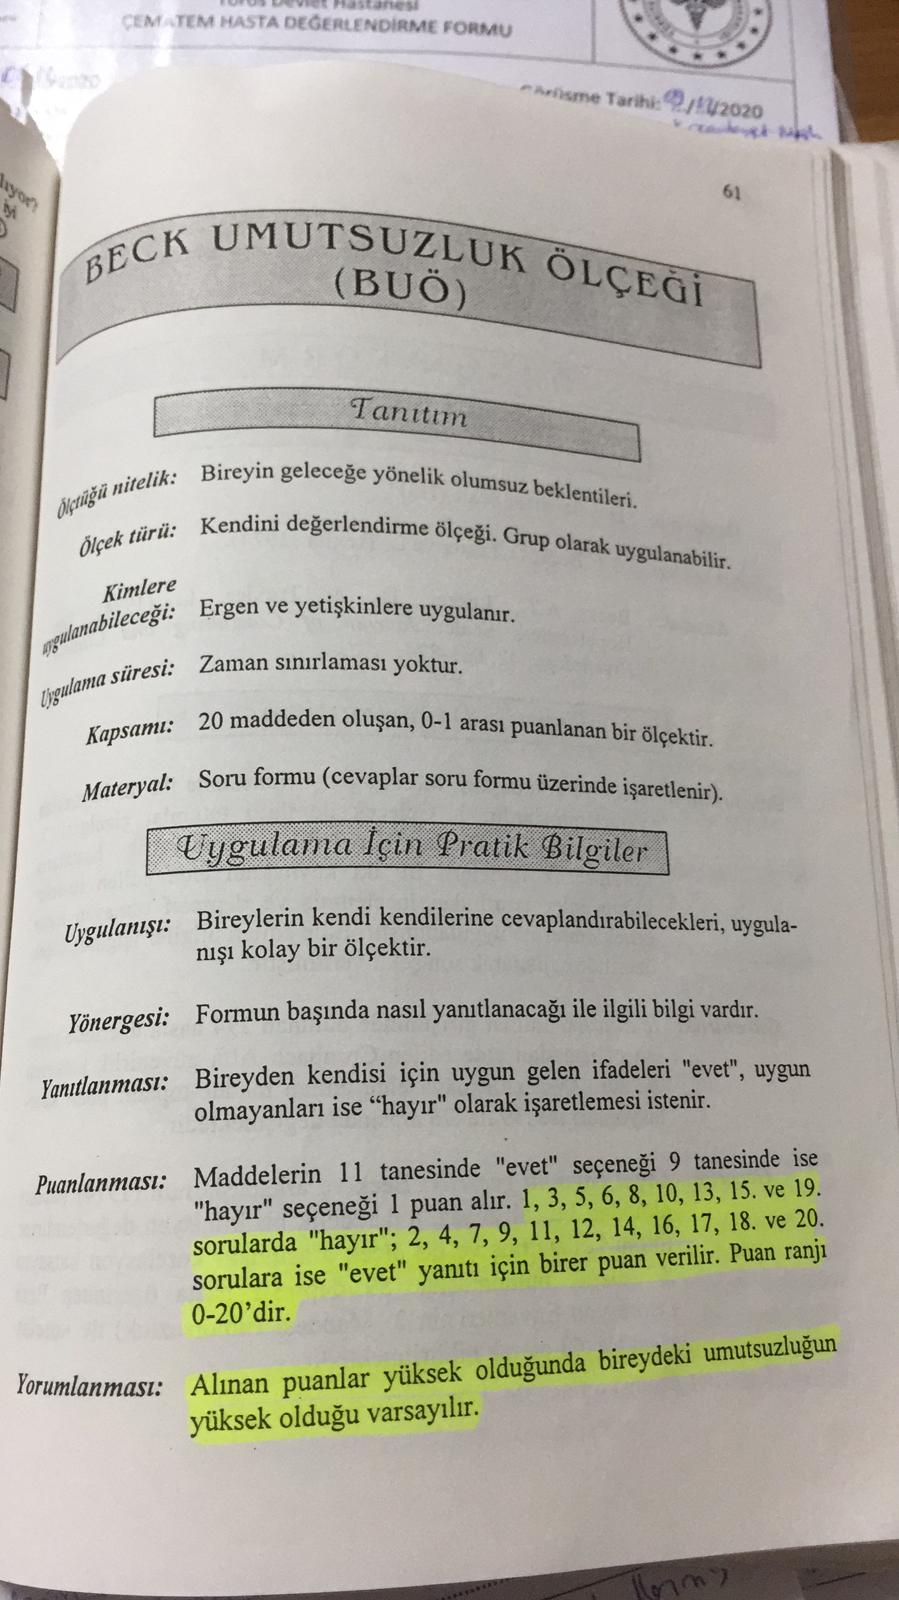 Toros Devlet Hastanesi
ÇEMATEM HASTA DEĞERLENDİRME FORMU
Görüşme Tarihi: /2020
61
BECK UMUTSUZLUK ÖLÇEĞİ
(BUÖ)
Tanıtım
Ölçtüğü nitelik: Bireyin geleceğe yönelik olumsuz beklentileri.
Ölçek türü: Kendini değerlendirme ölçeği. Grup olarak uygulanabilir.
Kimlere
uygulanabileceği: Ergen ve yetişkinlere uygulanır.
Uygulama süresi: Zaman sınırlaması yoktur.
Kapsamı: 20 maddeden oluşan, 0-1 arası puanlanan bir ölçektir.
Materyal: Soru formu (cevaplar soru formu üzerinde işaretlenir).
Uygulama İçin Pratik Bilgiler
Uygulanışı: Bireylerin kendi kendilerine cevaplandırabilecekleri, uygula-
nışı kolay bir ölçektir.
Yönergesi: Formun başında nasıl yanıtlanacağı ile ilgili bilgi vardır.
Yanıtlanması: Bireyden kendisi için uygun gelen ifadeleri "evet", uygun
olmayanları ise “hayır" olarak işaretlemesi istenir.
Puanlanması: Maddelerin 11 tanesinde "evet" seçeneği 9 tanesinde ise
"hayır" seçeneği 1 puan alır. 1, 3, 5, 6, 8, 10, 13, 15. ve 19.
sorularda "hayır"; 2, 4, 7, 9, 11, 12, 14, 16, 17, 18. ve 20.
sorulara ise "evet" yanıtı için birer puan verilir. Puan ranjı
0-20’dir.
Yorumlanması: Alınan puanlar yüksek olduğunda bireydeki umutsuzluğun
yüksek olduğu varsayılır.